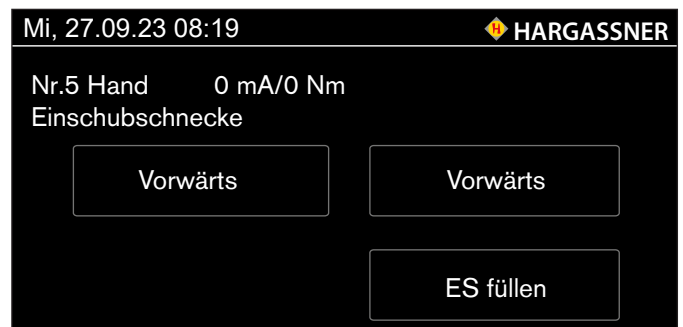 Mi, 27.09.23 08:19 H HARGASSNER
Nr.5 Hand 0 mA/0 Nm
Einschubschnecke
Vorwärts Vorwärts
ES füllen